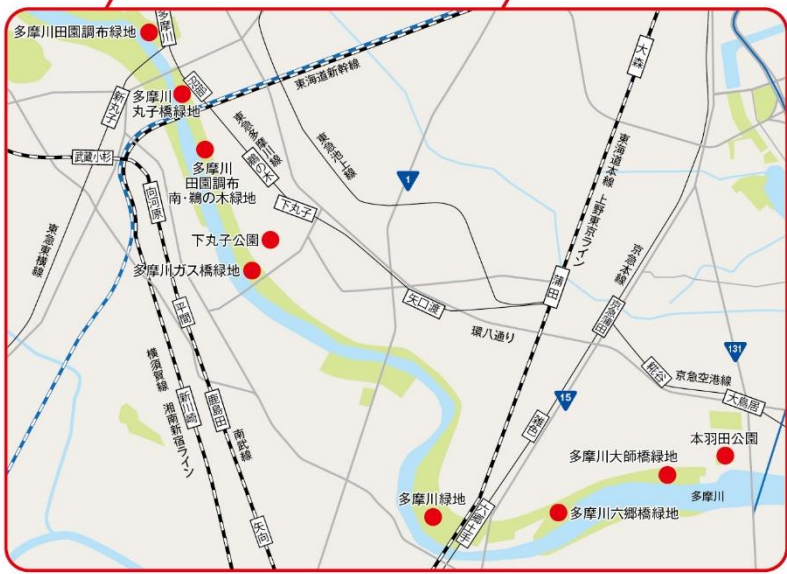 多摩川田園調布緑地
多摩川
新丸子
多摩川
丸子橋緑地
沼部
東海道新幹線
大森
武蔵小杉
多摩川
田園調布
南・鵜の木緑地
東急多摩川線
鵜の木
東急池上線
1
東海道本線 上野東京ライン
向河原
東急東横線
下丸子
下丸子公園
多摩川ガス橋緑地
京急本線
蒲田
平間
矢口渡
京急蒲田
環八通り
131
糀谷
京急空港線
大鳥居
横須賀線
湘南新宿ライン
新川崎
鹿島田
南武線
15
雑色
本羽田公園
多摩川大師橋緑地
多摩川緑地
多摩川
六郷土手
多摩川六郷橋緑地
矢向